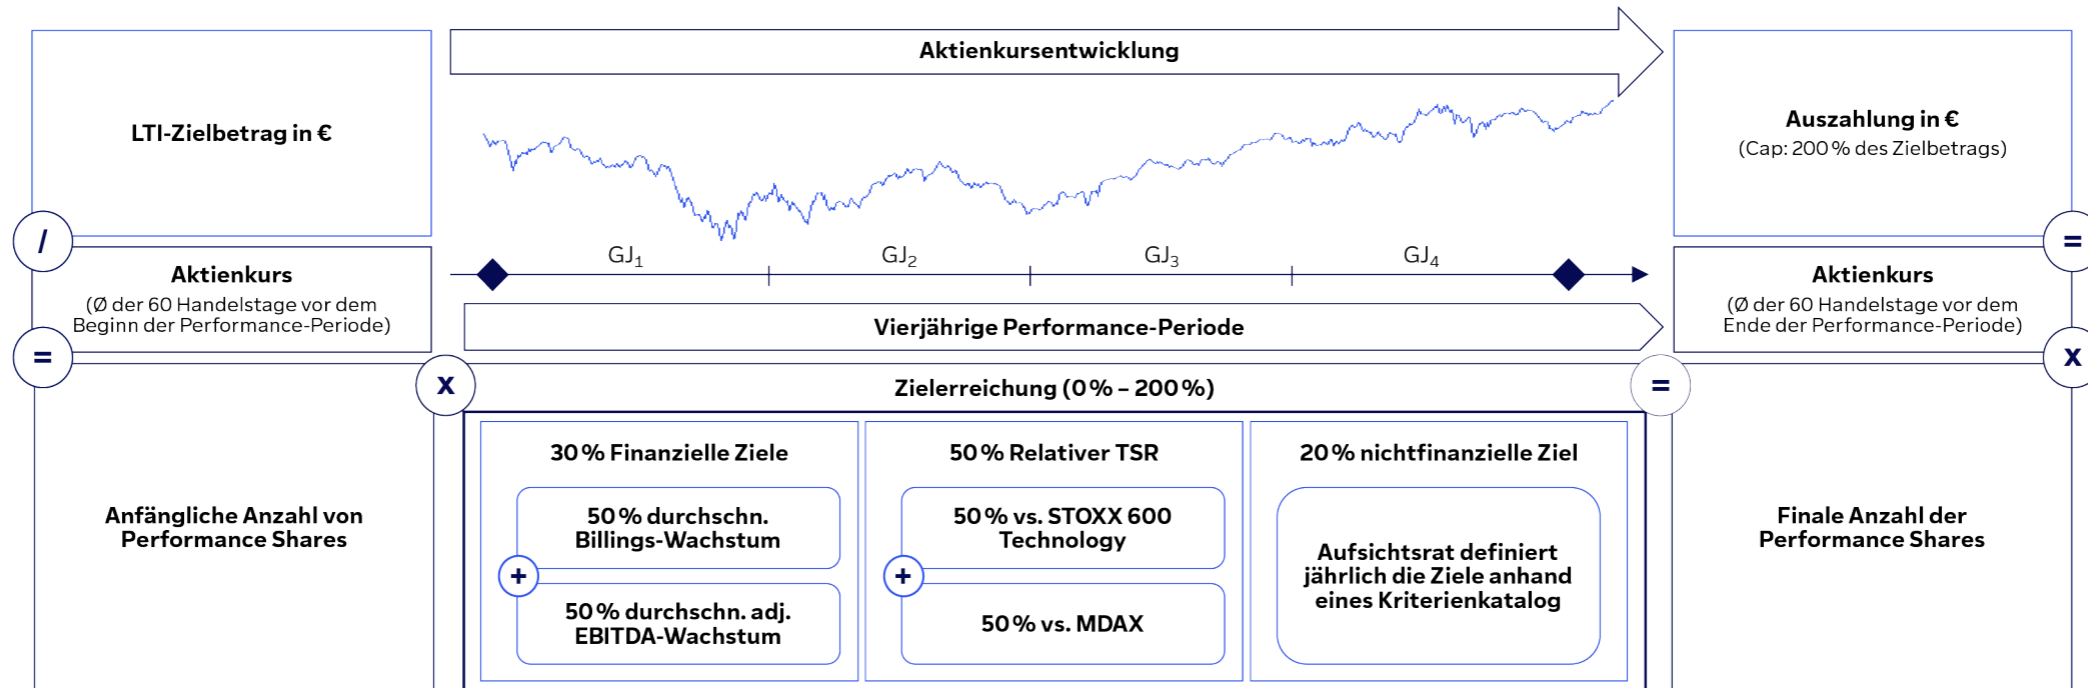 Aktienkursentwicklung
LTI-Zielbetrag in €
Auszahlung in €
(Cap: 200 % des Zielbetrags)
/
=
GJ1
GJ2
GJ3
GJ4
Aktienkurs
(Ø der 60 Handelstage vor dem
Beginn der Performance-Periode)
Vierjährige Performance-Periode
Aktienkurs
(Ø der 60 Handelstage vor dem
Ende der Performance-Periode)
=
x
x
Zielerreichung (0 % – 200 %)
=
Anfängliche Anzahl von
Performance Shares
30 % Finanzielle Ziele
50 % durchschn.
Billings-Wachstum
+
50 % durchschn. adj.
EBITDA-Wachstum
50 % Relativer TSR
50 % vs. STOXX 600
Technology
+
50 % vs. MDAX
20 % nichtfinanzielle Ziel
Aufsichtsrat definiert
jährlich die Ziele anhand
eines Kriterienkatalog
Finale Anzahl der
Performance Shares